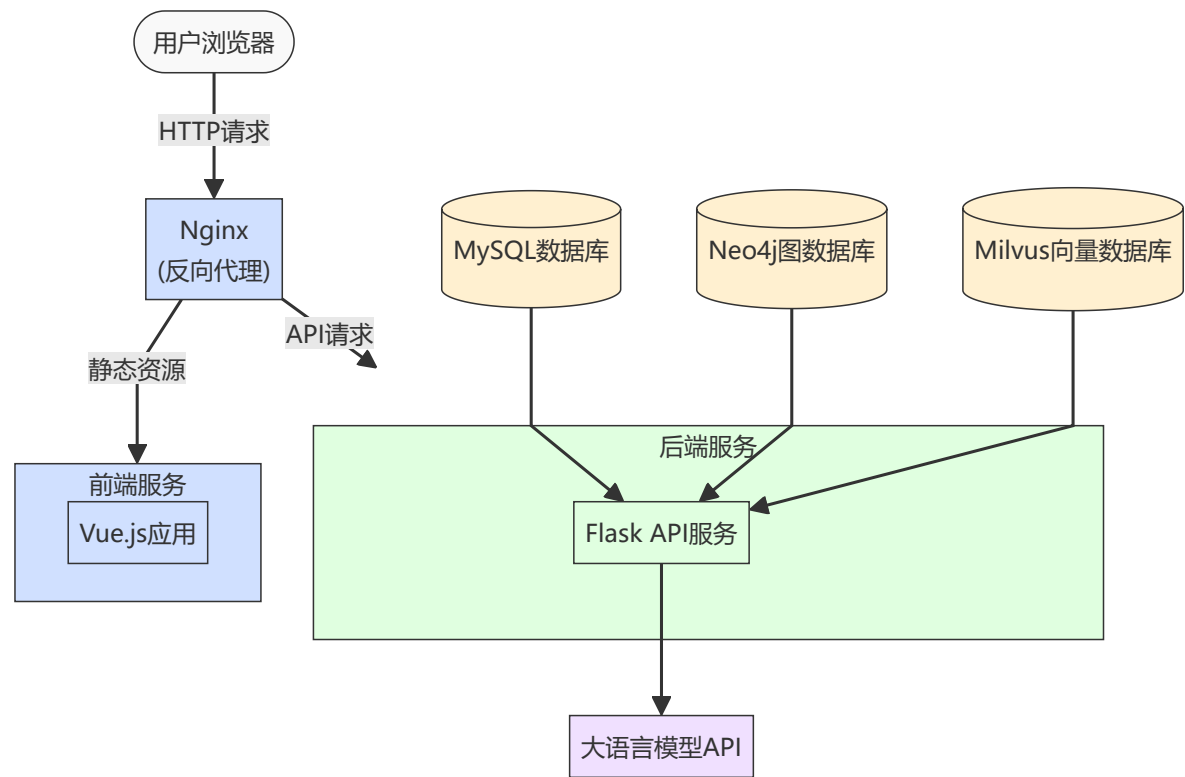 用户浏览器
HTTP请求
Nginx
(反向代理)
MySQL数据库
Neo4j图数据库
Milvus向量数据库
API请求
静态资源
后端服务
前端服务
Vue.js应用
Flask API服务
大语言模型API